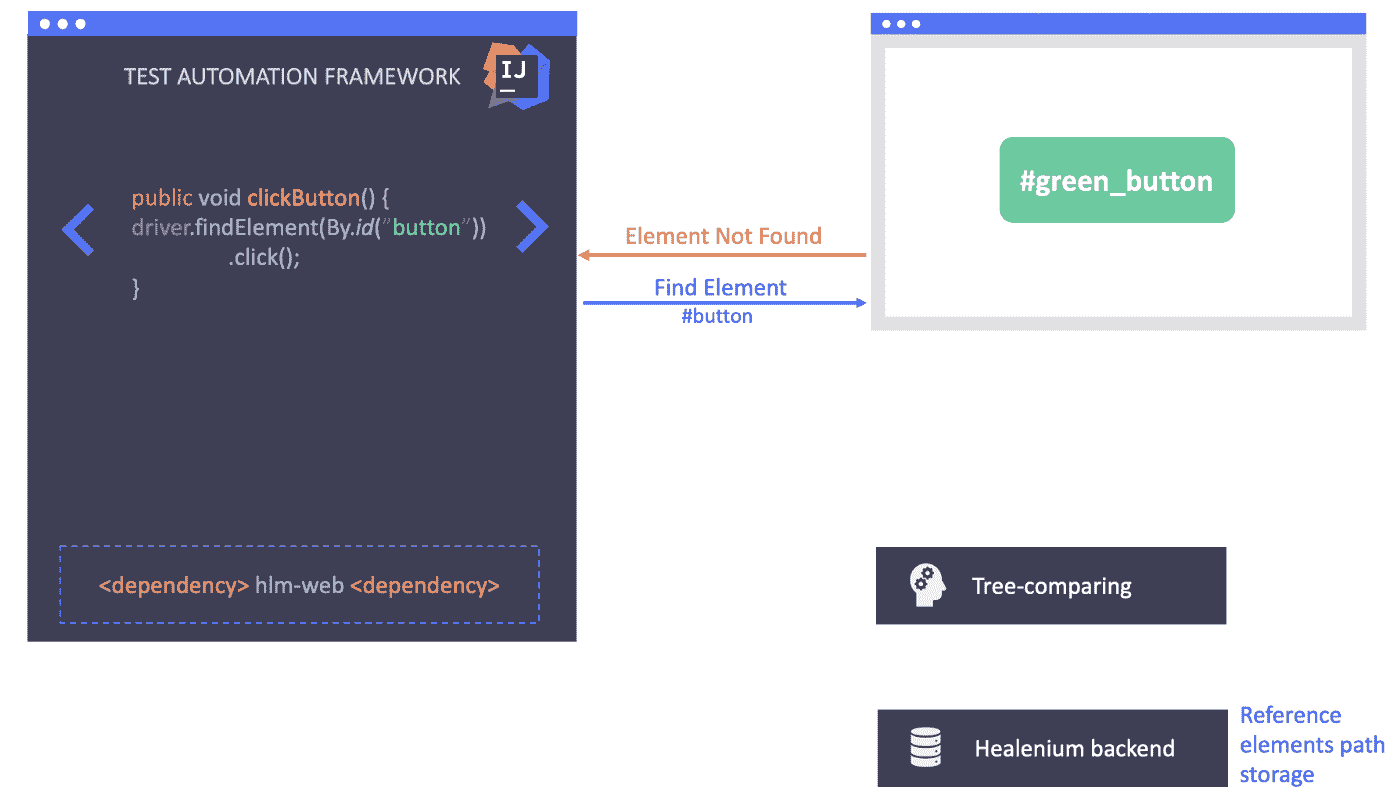 TEST AUTOMATION FRAMEWORK
IJ
public void clickButton() {
driver.findElement(By.id(”button”))
.click();
}
<dependency> hlm-web <dependency>
Element Not Found
Find Element
#button
#green_button
Tree-comparing
Healenium backend
Reference
elements path
storage